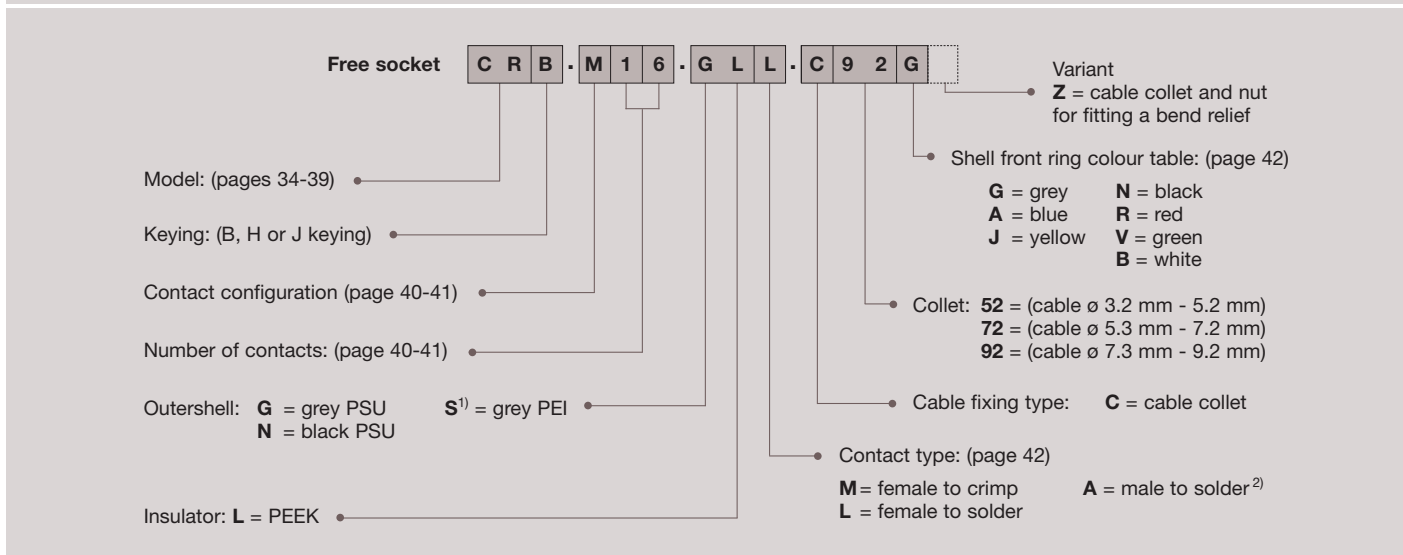 Free socket C R B . M 1 6 . G L L . C 9 2 G
Variant
Z = cable collet and nut
for fitting a bend relief
Shell front ring colour table: (page 42)
G = grey N = black
A = blue R = red
J = yellow V = green
B = white
Model: (pages 34-39)
Keying: (B, H or J keying)
Contact configuration (page 40-41)
Collet: 52 = (cable ø 3.2 mm - 5.2 mm)
72 = (cable ø 5.3 mm - 7.2 mm)
92 = (cable ø 7.3 mm - 9.2 mm)
Number of contacts: (page 40-41)
Outershell: G = grey PSU S1) = grey PEI
N = black PSU
Cable fixing type: C = cable collet
Contact type: (page 42)
M = female to crimp A = male to solder 2)
L = female to solder
Insulator: L = PEEK